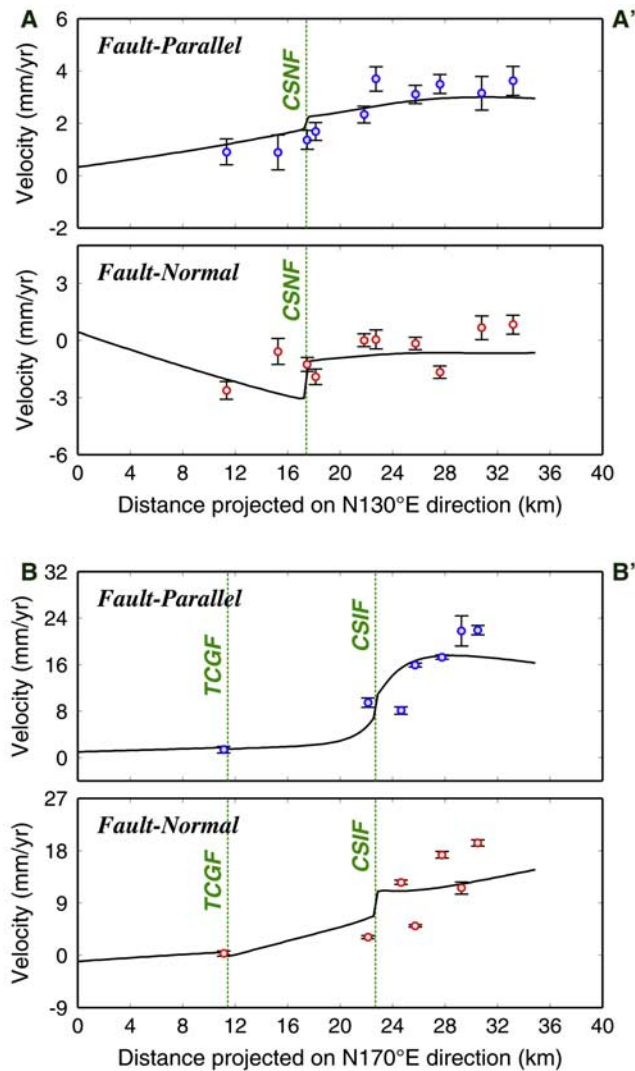 A
A'
6
4
2
0
-2
Velocity (mm/yr)
Fault-Parallel
CSNF
3
0
-3
-6
Velocity (mm/yr)
Fault-Normal
CSNF
0 4 8 12 16 20 24 28 32 36 40
Distance projected on N130°E direction (km)
B
B'
32
24
16
8
0
Velocity (mm/yr)
Fault-Parallel
TCGF
CSIF
27
18
9
0
-9
Velocity (mm/yr)
Fault-Normal
TCGF
CSIF
0 4 8 12 16 20 24 28 32 36 40
Distance projected on N170°E direction (km)